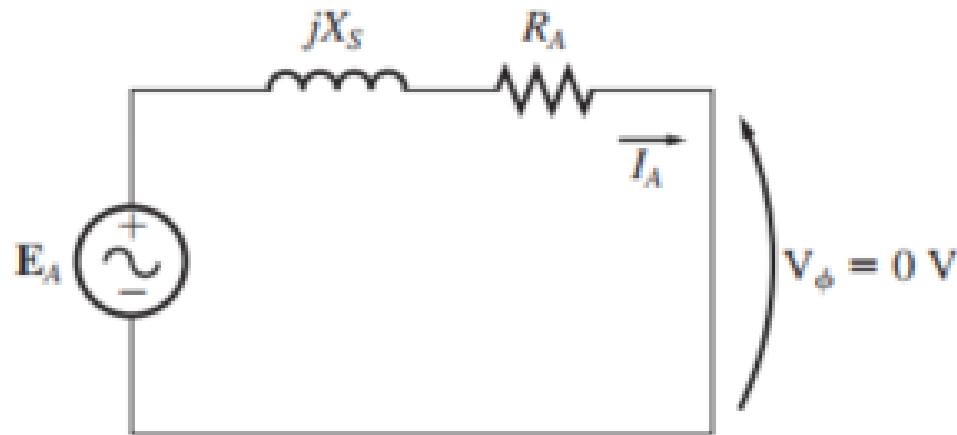 jX_S
R_A
I_A
+
E_A
−
V_ϕ = 0 V